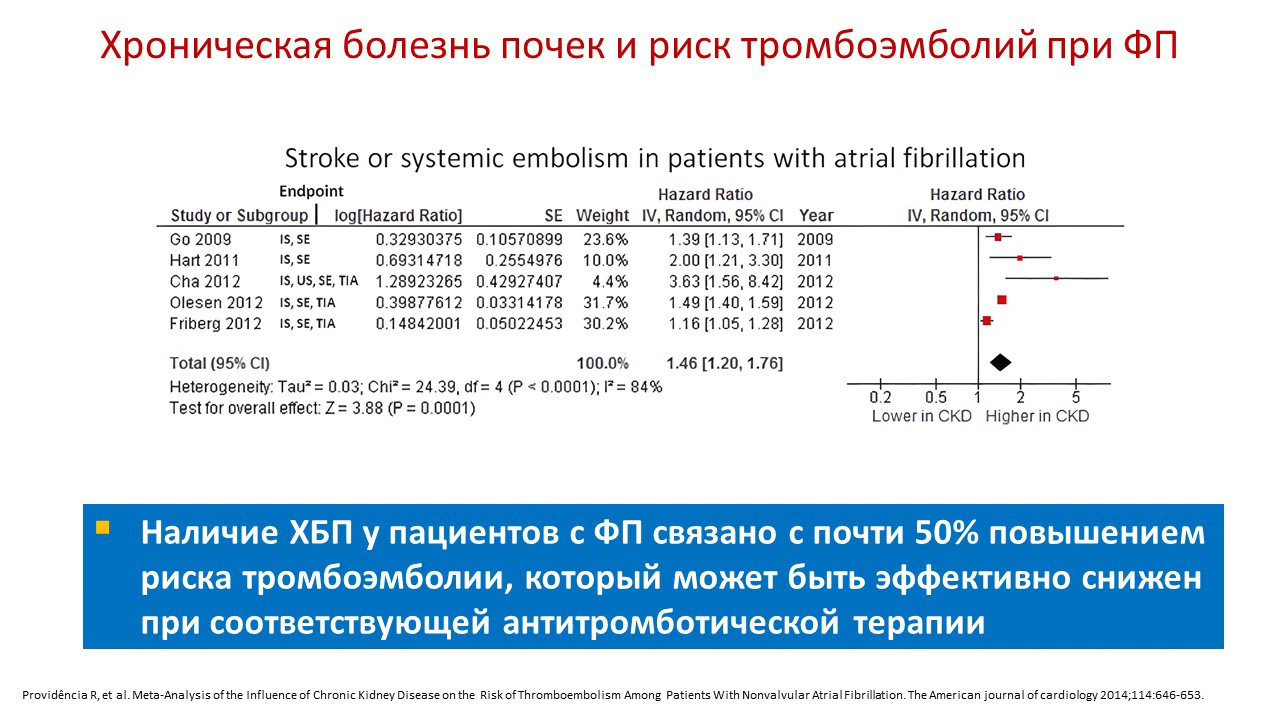 Хроническая болезнь почек и риск тромбоэмболий при ФП
Stroke or systemic embolism in patients with atrial fibrillation
Endpoint
Hazard Ratio Hazard Ratio
Study or Subgroup log[Hazard Ratio] SE Weight IV, Random, 95% CI Year IV, Random, 95% CI
Go 2009 IS, SE 0.32930375 0.10570899 23.6% 1.39 [1.13, 1.71] 2009
Hart 2011 IS, SE 0.69314718 0.2554976 10.0% 2.00 [1.21, 3.30] 2011
Cha 2012 IS, US, SE, TIA 1.28923265 0.42927407 4.4% 3.63 [1.56, 8.42] 2012
Olesen 2012 IS, SE, TIA 0.39877612 0.03314178 31.7% 1.49 [1.40, 1.59] 2012
Friberg 2012 IS, SE, TIA 0.14842001 0.05022453 30.2% 1.16 [1.05, 1.28] 2012
Total (95% CI) 100.0% 1.46 [1.20, 1.76]
Heterogeneity: Tau² = 0.03; Chi² = 24.39, df = 4 (P < 0.0001); I² = 84%
Test for overall effect: Z = 3.88 (P = 0.0001)
0.2 0.5 1 2 5
Lower in CKD Higher in CKD
Наличие ХБП у пациентов с ФП связано с почти 50% повышением
риска тромбоэмболии, который может быть эффективно снижен
при соответствующей антитромботической терапии
Providência R, et al. Meta-Analysis of the Influence of Chronic Kidney Disease on the Risk of Thromboembolism Among Patients With Nonvalvular Atrial Fibrillation. The American journal of cardiology 2014;114:646-653.